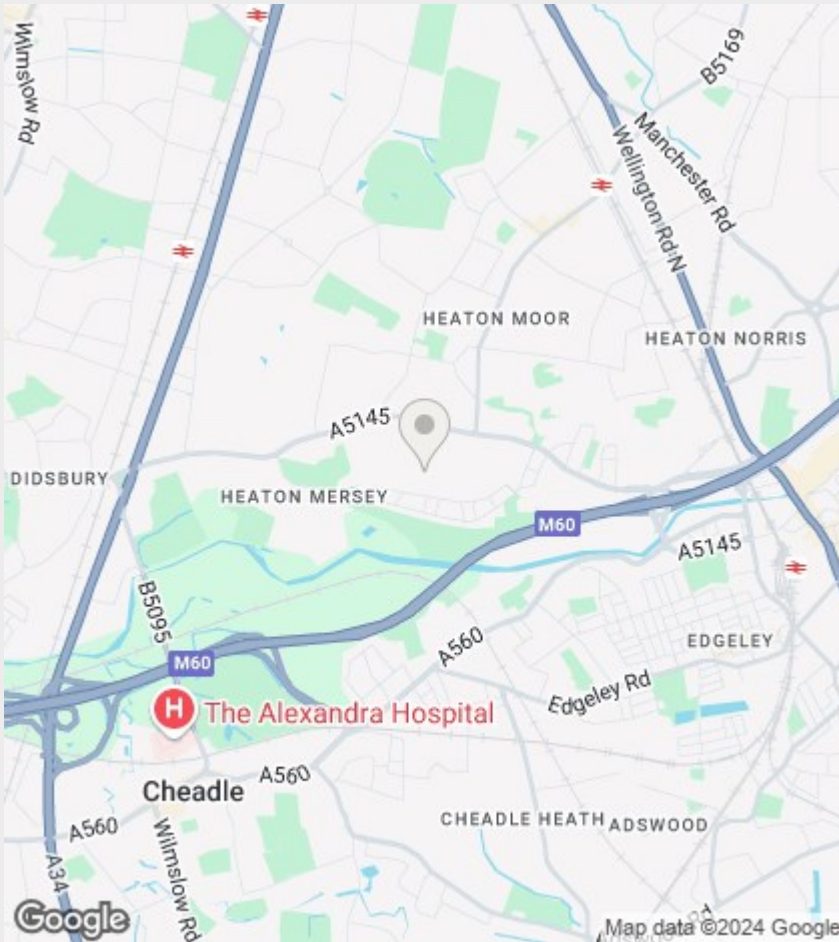 Wilmslow Rd
B5169
Manchester Rd
Wellington Rd N
HEATON MOOR
HEATON NORRIS
A5145
DIDSBURY
HEATON MERSEY
M60
A5145
B5095
A560
EDGELEY
M60
Edgeley Rd
H
The Alexandra Hospital
A560
Cheadle
CHEADLE HEATH
ADSWOOD
A560
Wilmslow Rd
A34
Google
Map data ©2024 Google